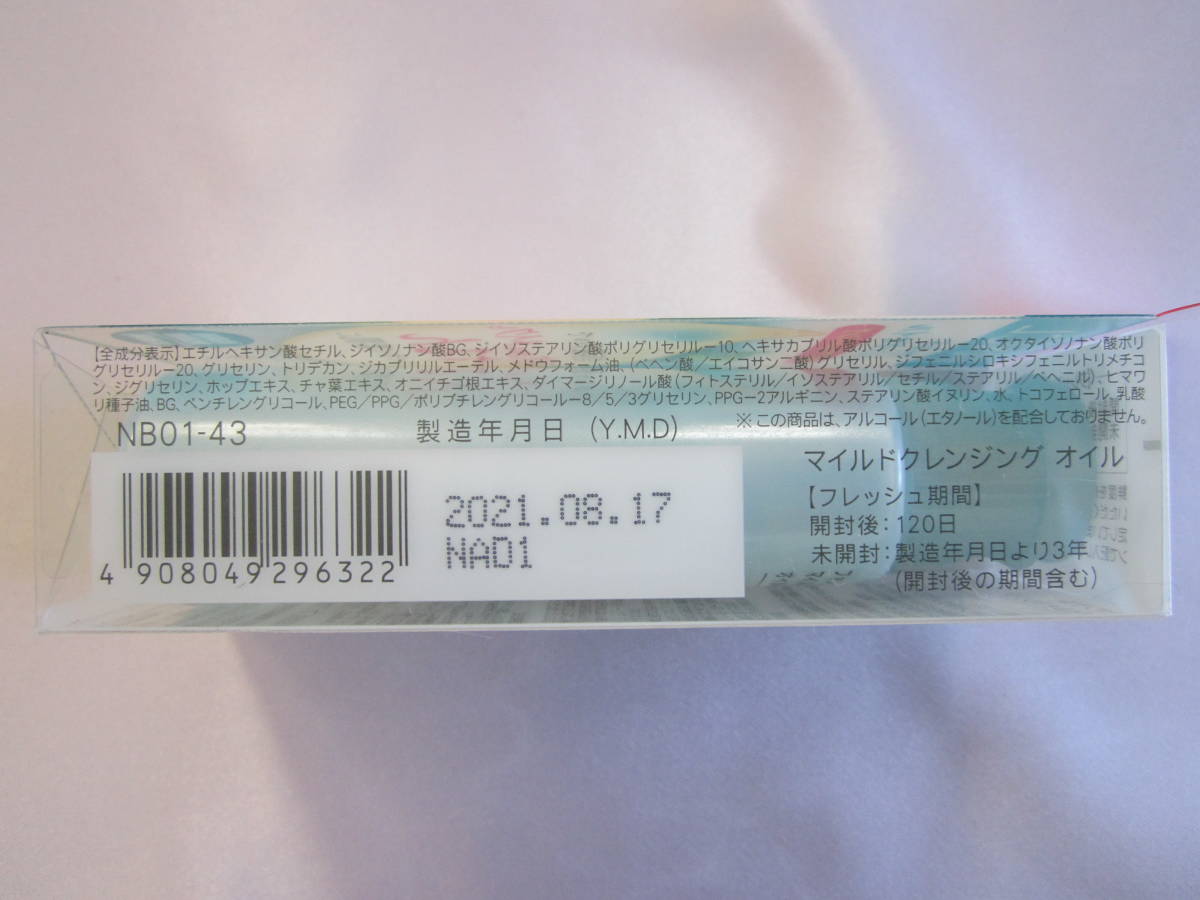 【全成分表示】エチルヘキサン酸セチル、ジイソノナン酸BG、ジイソステアリン酸ポリグリセリル－10、ヘキサカプリル酸ポリグリセリル－20、オクタイソノナン酸ポリ
グリセリル－20、グリセリン、トリデカン、ジカプリリルエーテル、メドウフォーム油、（ベヘン酸／エイコサン二酸）グリセリル、ジフェニルシロキシフェニルトリメチコ
ン、ジグリセリン、ホップエキス、チャ葉エキス、オニイチゴ根エキス、ダイマージリノール酸（フィトステリル／イソステアリル／セチル／ステアリル／ベヘニル）、ヒマワ
リ種子油、BG、ペンチレングリコール、PEG／PPG／ポリブチレングリコール－8／5／3グリセリン、PPG－2アルギニン、ステアリン酸イヌリン、水、トコフェロール、乳酸
※この商品は、アルコール（エタノール）を配合しておりません。
NB01-43 製造年月日 (Y.M.D)
2021.08.17
NA01
4 908049 296322
マイルドクレンジング オイル
【フレッシュ期間】
開封後：120日
未開封：製造年月日より3年
（開封後の期間含む）